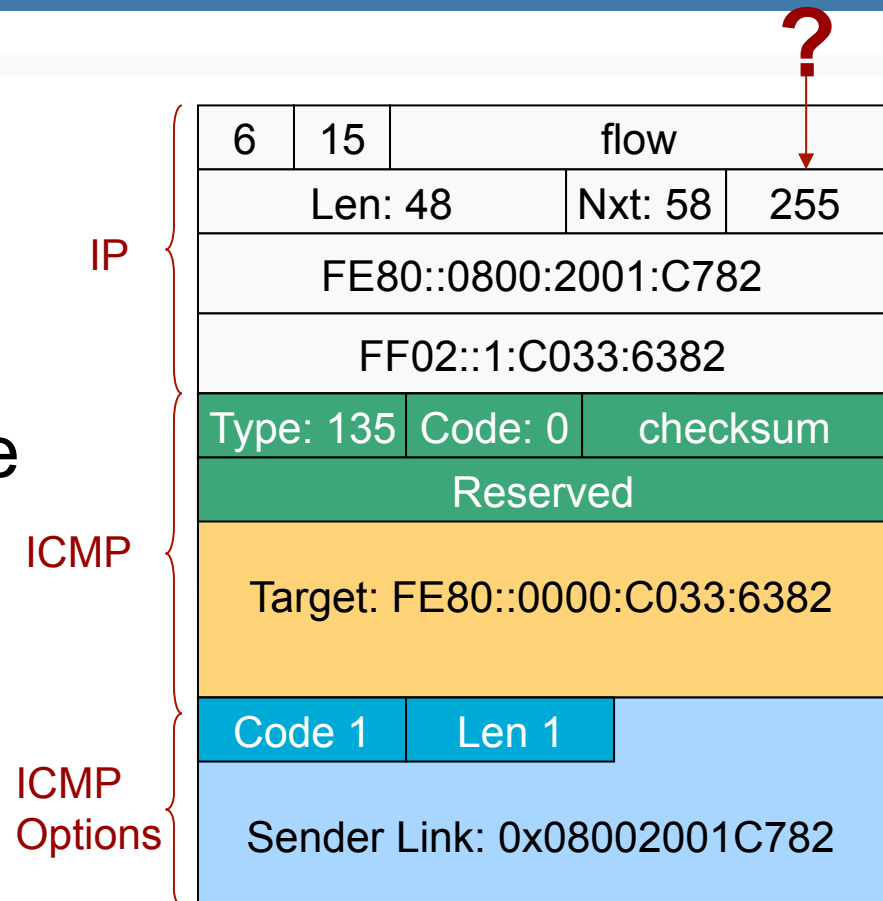 ?
6 15 flow
Len: 48 Nxt: 58 255
IP
FE80::0800:2001:C782
FF02::1:C033:6382
Type: 135 Code: 0 checksum
e
Reserved
ICMP
Target: FE80::0000:C033:6382
Code 1 Len 1
ICMP
Options
Sender Link: 0x08002001C782